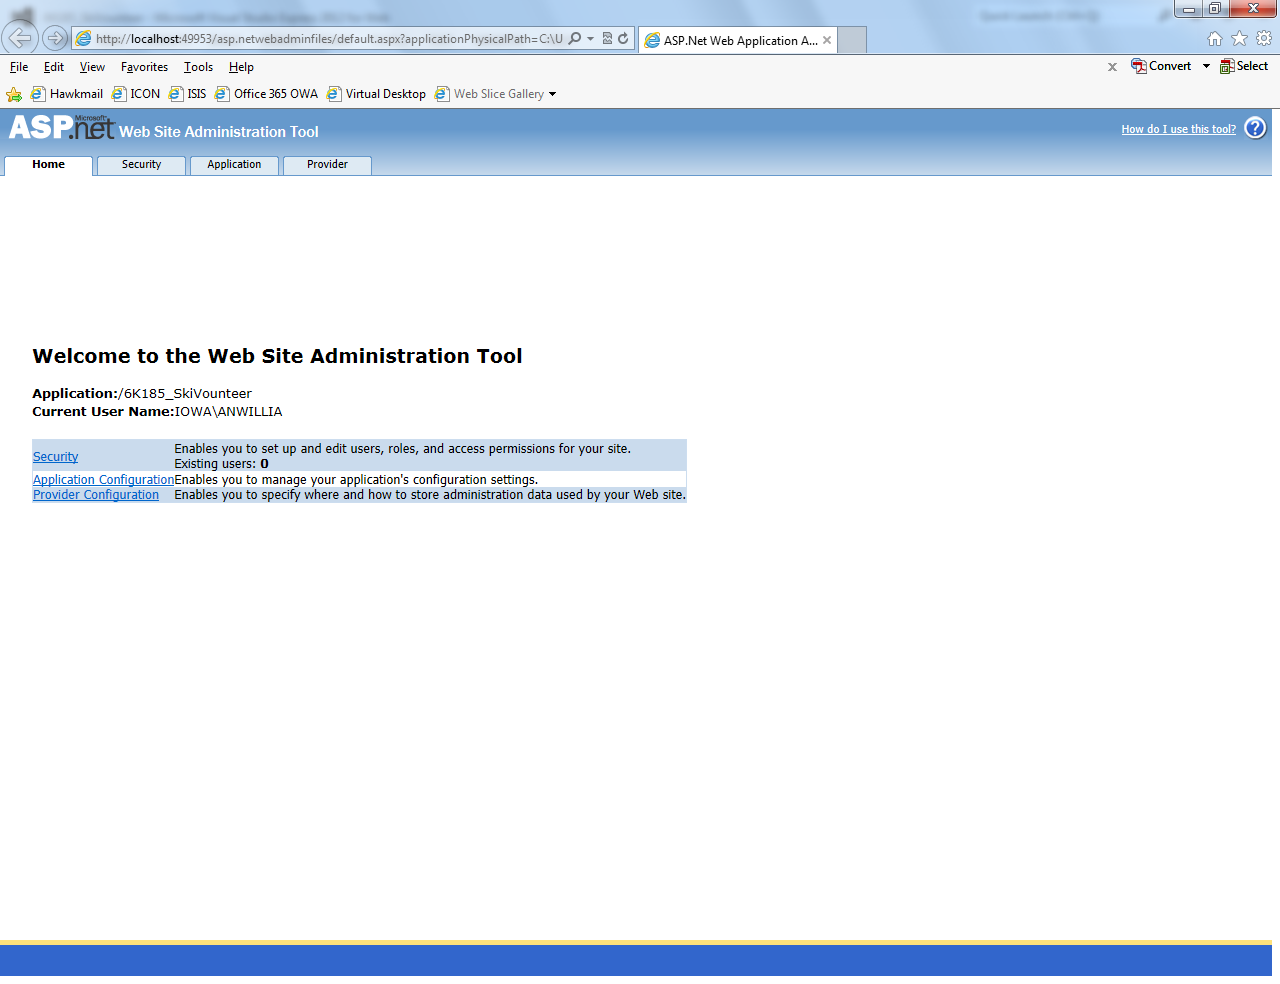 http://localhost:49953/asp.netwebadminfiles/default.aspx?applicationPhysicalPath=C:\U
ASP.Net Web Application A...
File Edit View Favorites Tools Help
Convert Select
Hawkmail ICON ISIS Office 365 OWA Virtual Desktop Web Slice Gallery
Microsoft
ASP.net Web Site Administration Tool
How do I use this tool?
Home Security Application Provider
Welcome to the Web Site Administration Tool
Application:/6K185_SkiVounteer
Current User Name:IOWA\ANWILLIA
Security
Enables you to set up and edit users, roles, and access permissions for your site.
Existing users: 0
Application Configuration Enables you to manage your application's configuration settings.
Provider Configuration Enables you to specify where and how to store administration data used by your Web site.